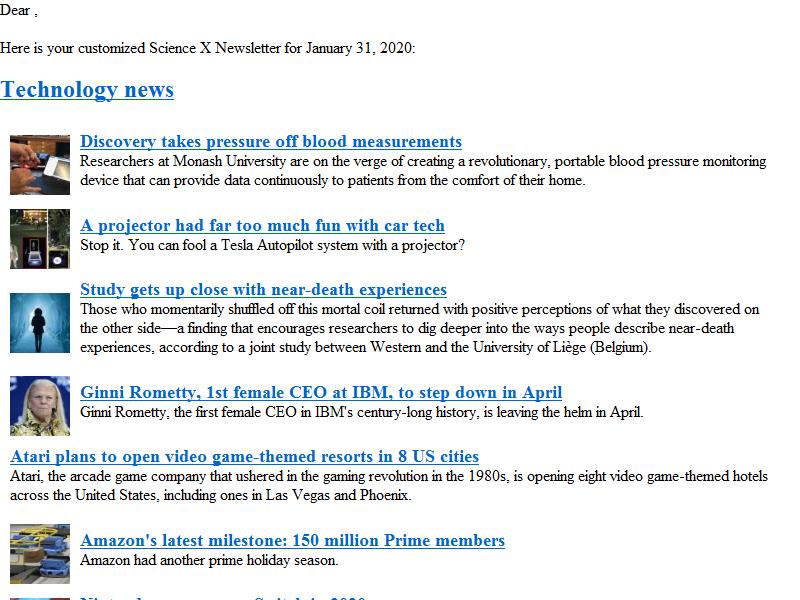 Dear ,
Here is your customized Science X Newsletter for January 31, 2020:
Technology news
Discovery takes pressure off blood measurements
Researchers at Monash University are on the verge of creating a revolutionary, portable blood pressure monitoring
device that can provide data continuously to patients from the comfort of their home.
A projector had far too much fun with car tech
Stop it. You can fool a Tesla Autopilot system with a projector?
Study gets up close with near-death experiences
Those who momentarily shuffled off this mortal coil returned with positive perceptions of what they discovered on
the other side—a finding that encourages researchers to dig deeper into the ways people describe near-death
experiences, according to a joint study between Western and the University of Liège (Belgium).
Ginni Rometty, 1st female CEO at IBM, to step down in April
Ginni Rometty, the first female CEO in IBM's century-long history, is leaving the helm in April.
Atari plans to open video game-themed resorts in 8 US cities
Atari, the arcade game company that ushered in the gaming revolution in the 1980s, is opening eight video game-themed hotels
across the United States, including ones in Las Vegas and Phoenix.
Amazon's latest milestone: 150 million Prime members
Amazon had another prime holiday season.